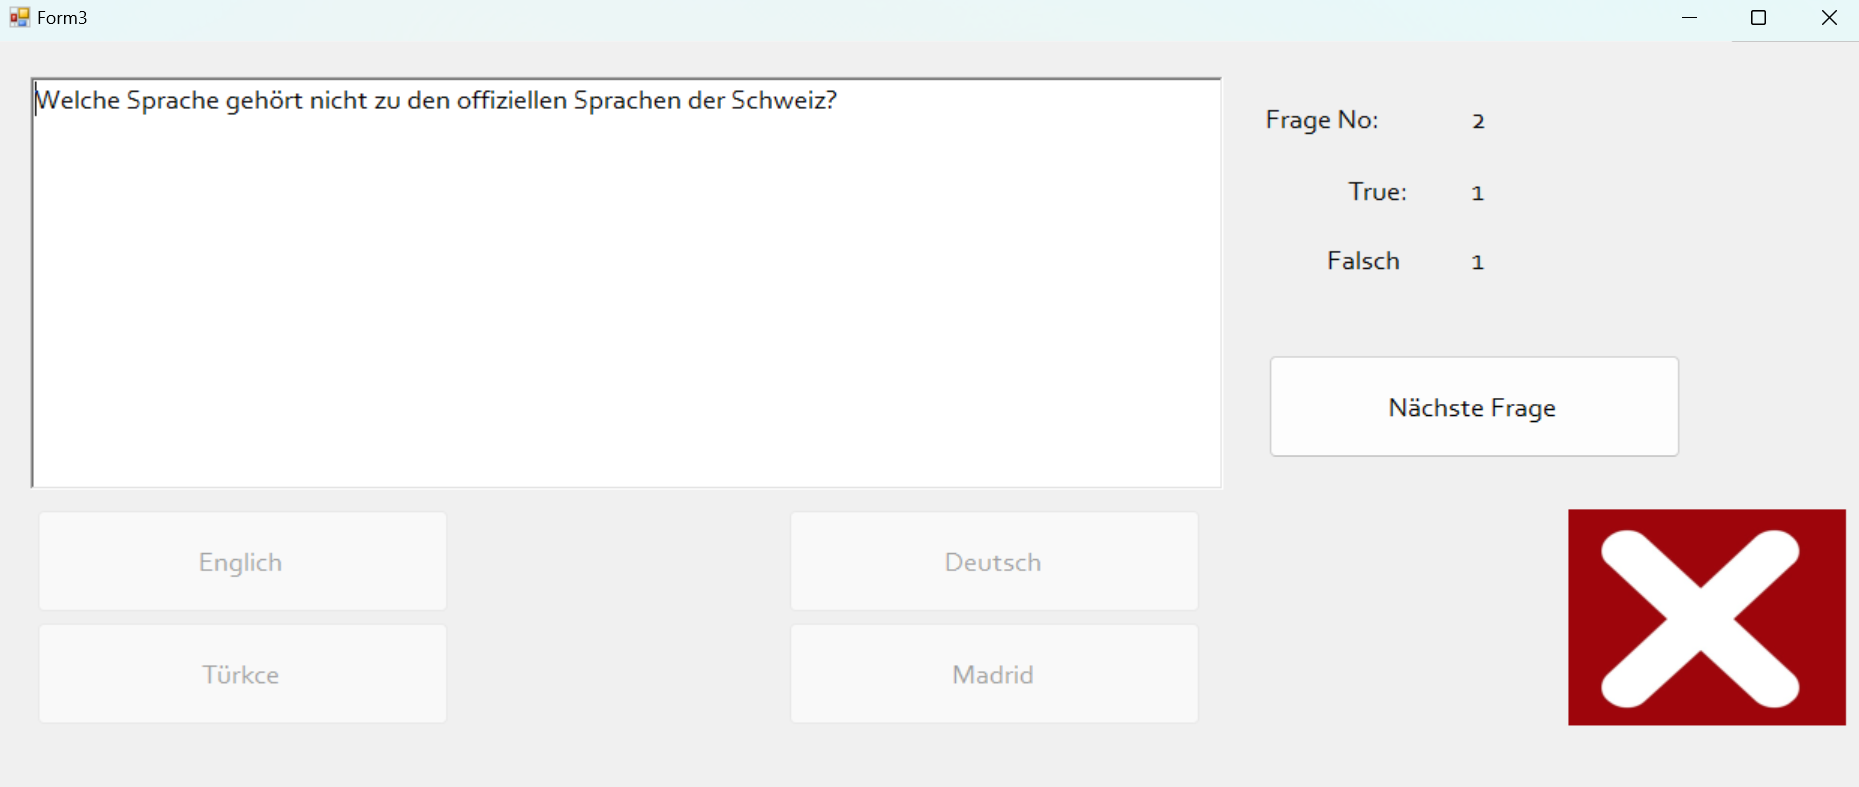 Form3
Welche Sprache gehört nicht zu den offiziellen Sprachen der Schweiz?
Frage No: 2
True: 1
Falsch 1
Nächste Frage
Englich Deutsch
Türkce Madrid